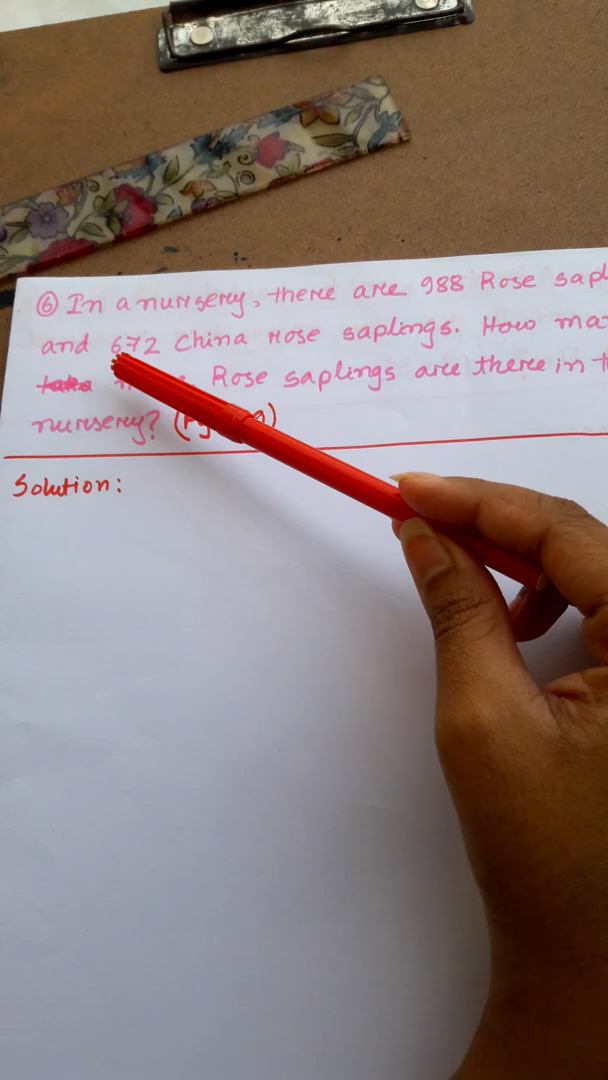 ⑥ In a nursery, there are 988 Rose sapl
and 672 China rose saplings. How ma
Rose saplings are there in t
nursery?
Solution: